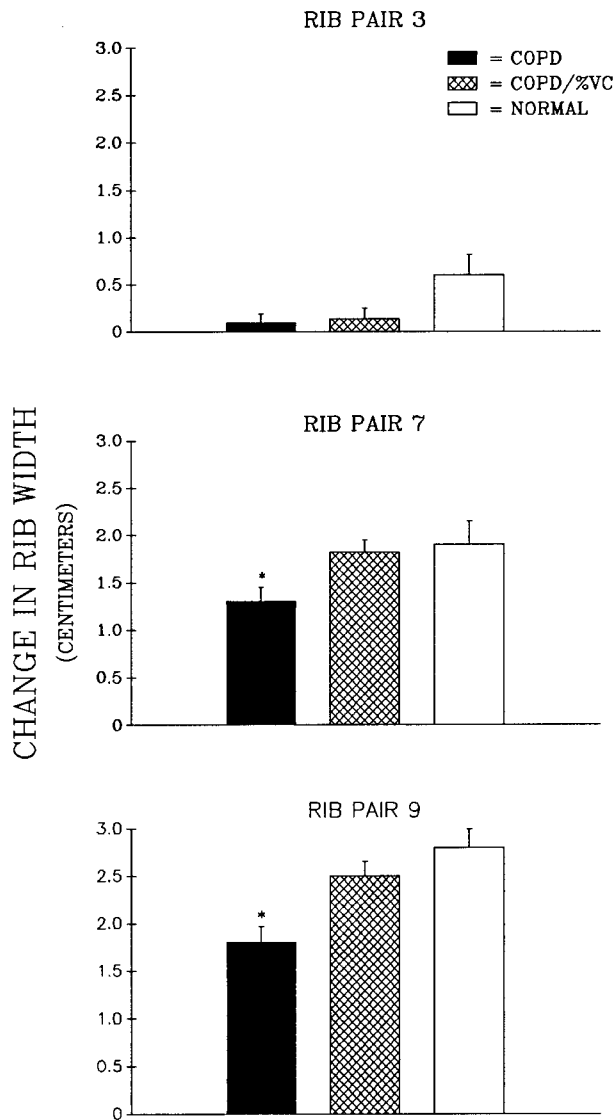 RIB PAIR 3
= COPD
= COPD/%VC
= NORMAL
3.0
2.5
2.0
1.5
1.0
0.5
0
CHANGE IN RIB WIDTH
(CENTIMETERS)
RIB PAIR 7
3.0
2.5
2.0
1.5
1.0
0.5
0
*
RIB PAIR 9
3.0
2.5
2.0
1.5
1.0
0.5
0
*